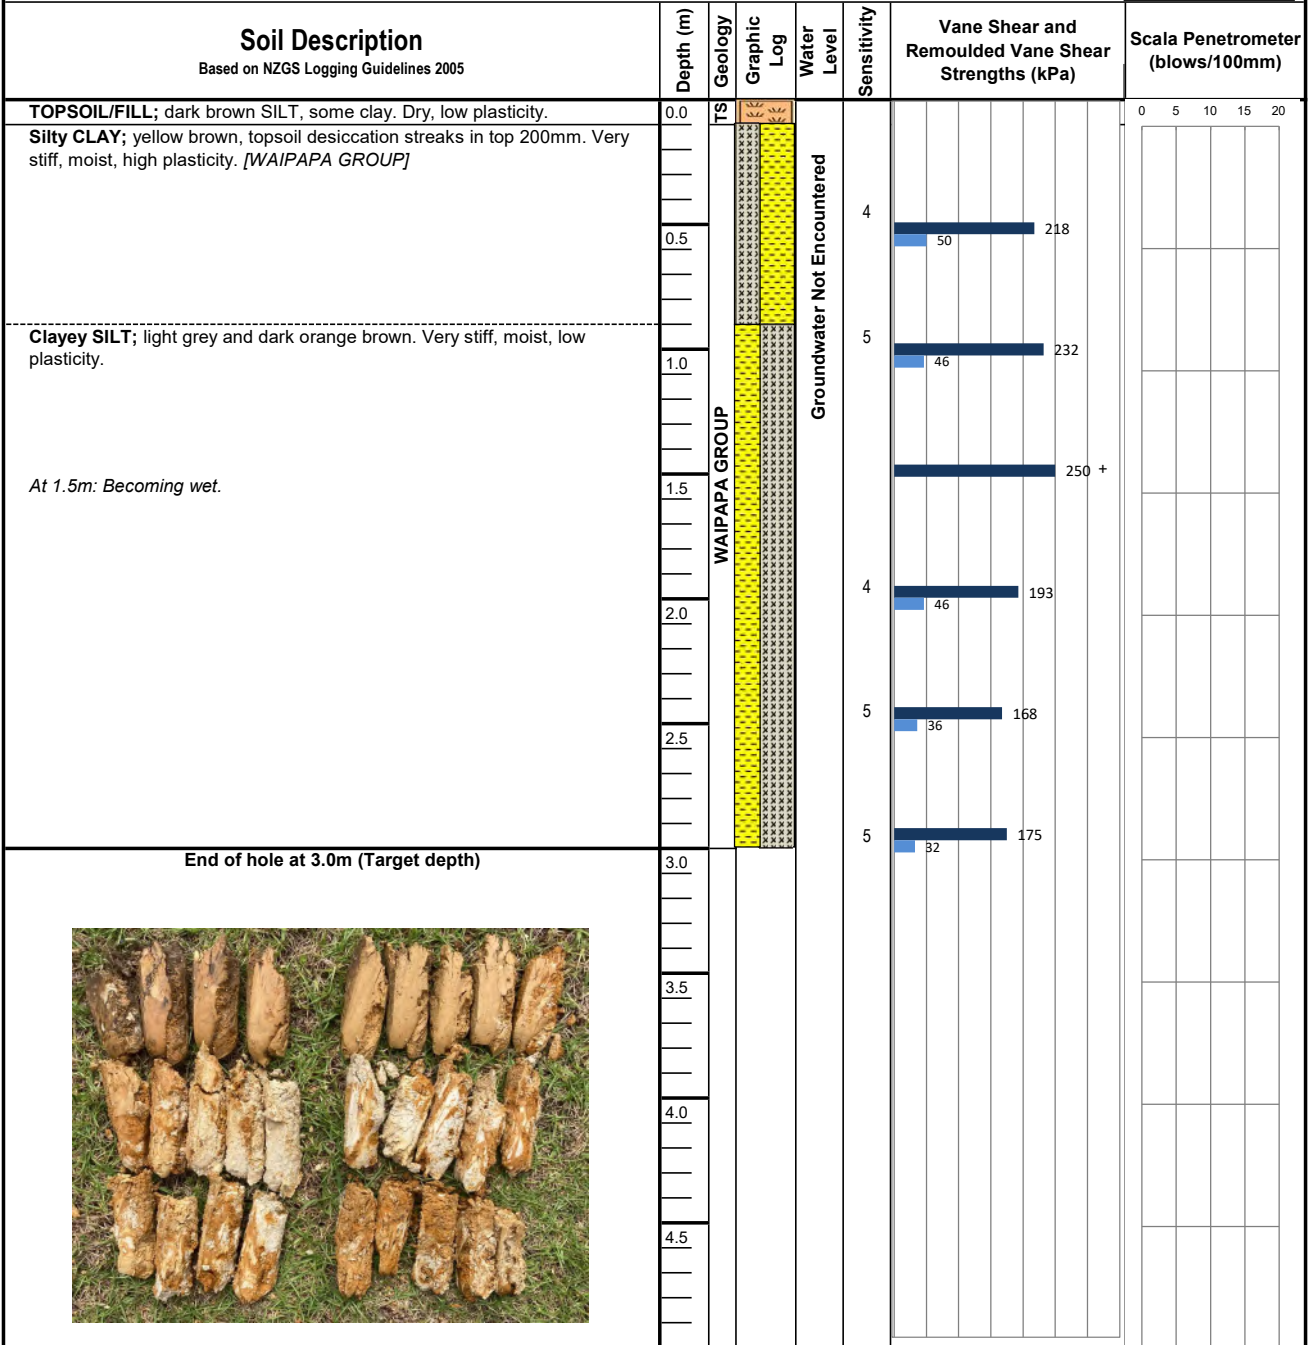 Soil Description
Based on NZGS Logging Guidelines 2005
Depth (m)
Geology
Graphic
Log
Water
Level
Sensitivity
Vane Shear and
Remoulded Vane Shear
Strengths (kPa)
Scala Penetrometer
(blows/100mm)
0 5 10 15 20
TOPSOIL/FILL; dark brown SILT, some clay. Dry, low plasticity.
0.0
TS
Silty CLAY; yellow brown, topsoil desiccation streaks in top 200mm. Very
stiff, moist, high plasticity. [WAIPAPA GROUP]
Groundwater Not Encountered
4
218
0.5
50
Clayey SILT; light grey and dark orange brown. Very stiff, moist, low
plasticity.
5
232
1.0
46
WAIPAPA GROUP
250 +
At 1.5m: Becoming wet.
1.5
4
193
46
2.0
5
168
36
2.5
5
175
32
End of hole at 3.0m (Target depth)
3.0
3.5
4.0
4.5